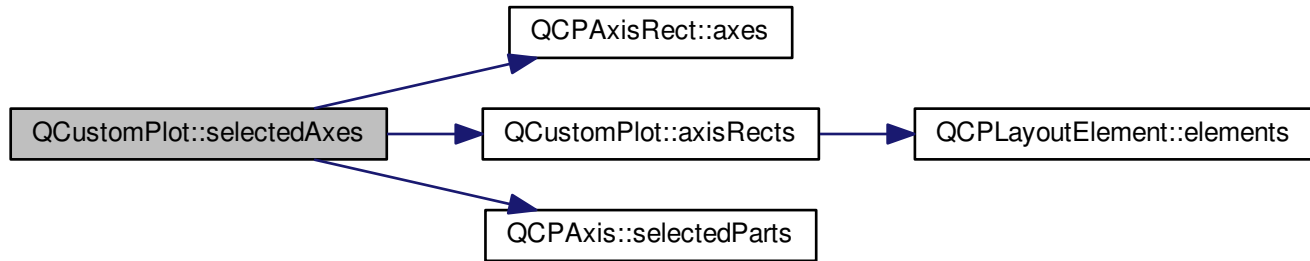 QCPAxisRect::axes
QCustomPlot::selectedAxes
QCustomPlot::axisRects
QCPLayoutElement::elements
QCPAxis::selectedParts